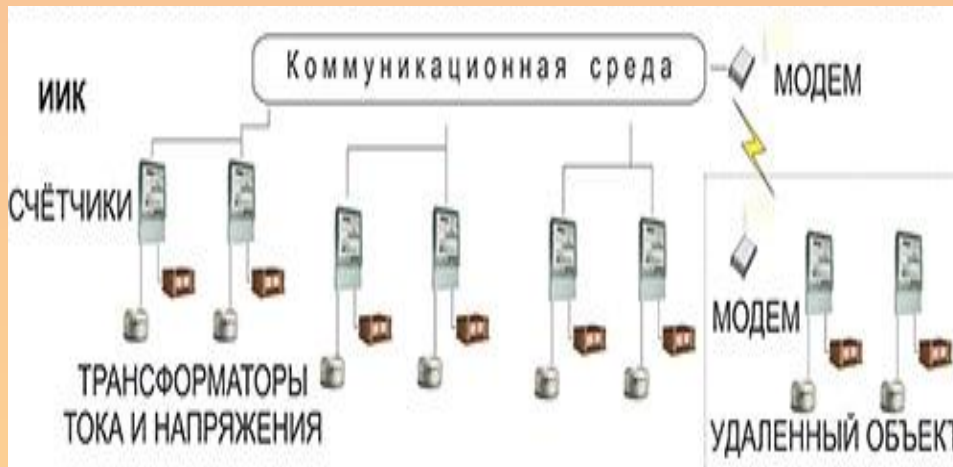 Коммуникационная среда
ИИК
МОДЕМ
СЧЁТЧИКИ
МОДЕМ
ТРАНСФОРМАТОРЫ
ТОКА И НАПРЯЖЕНИЯ
УДАЛЕННЫЙ ОБЪЕКТ